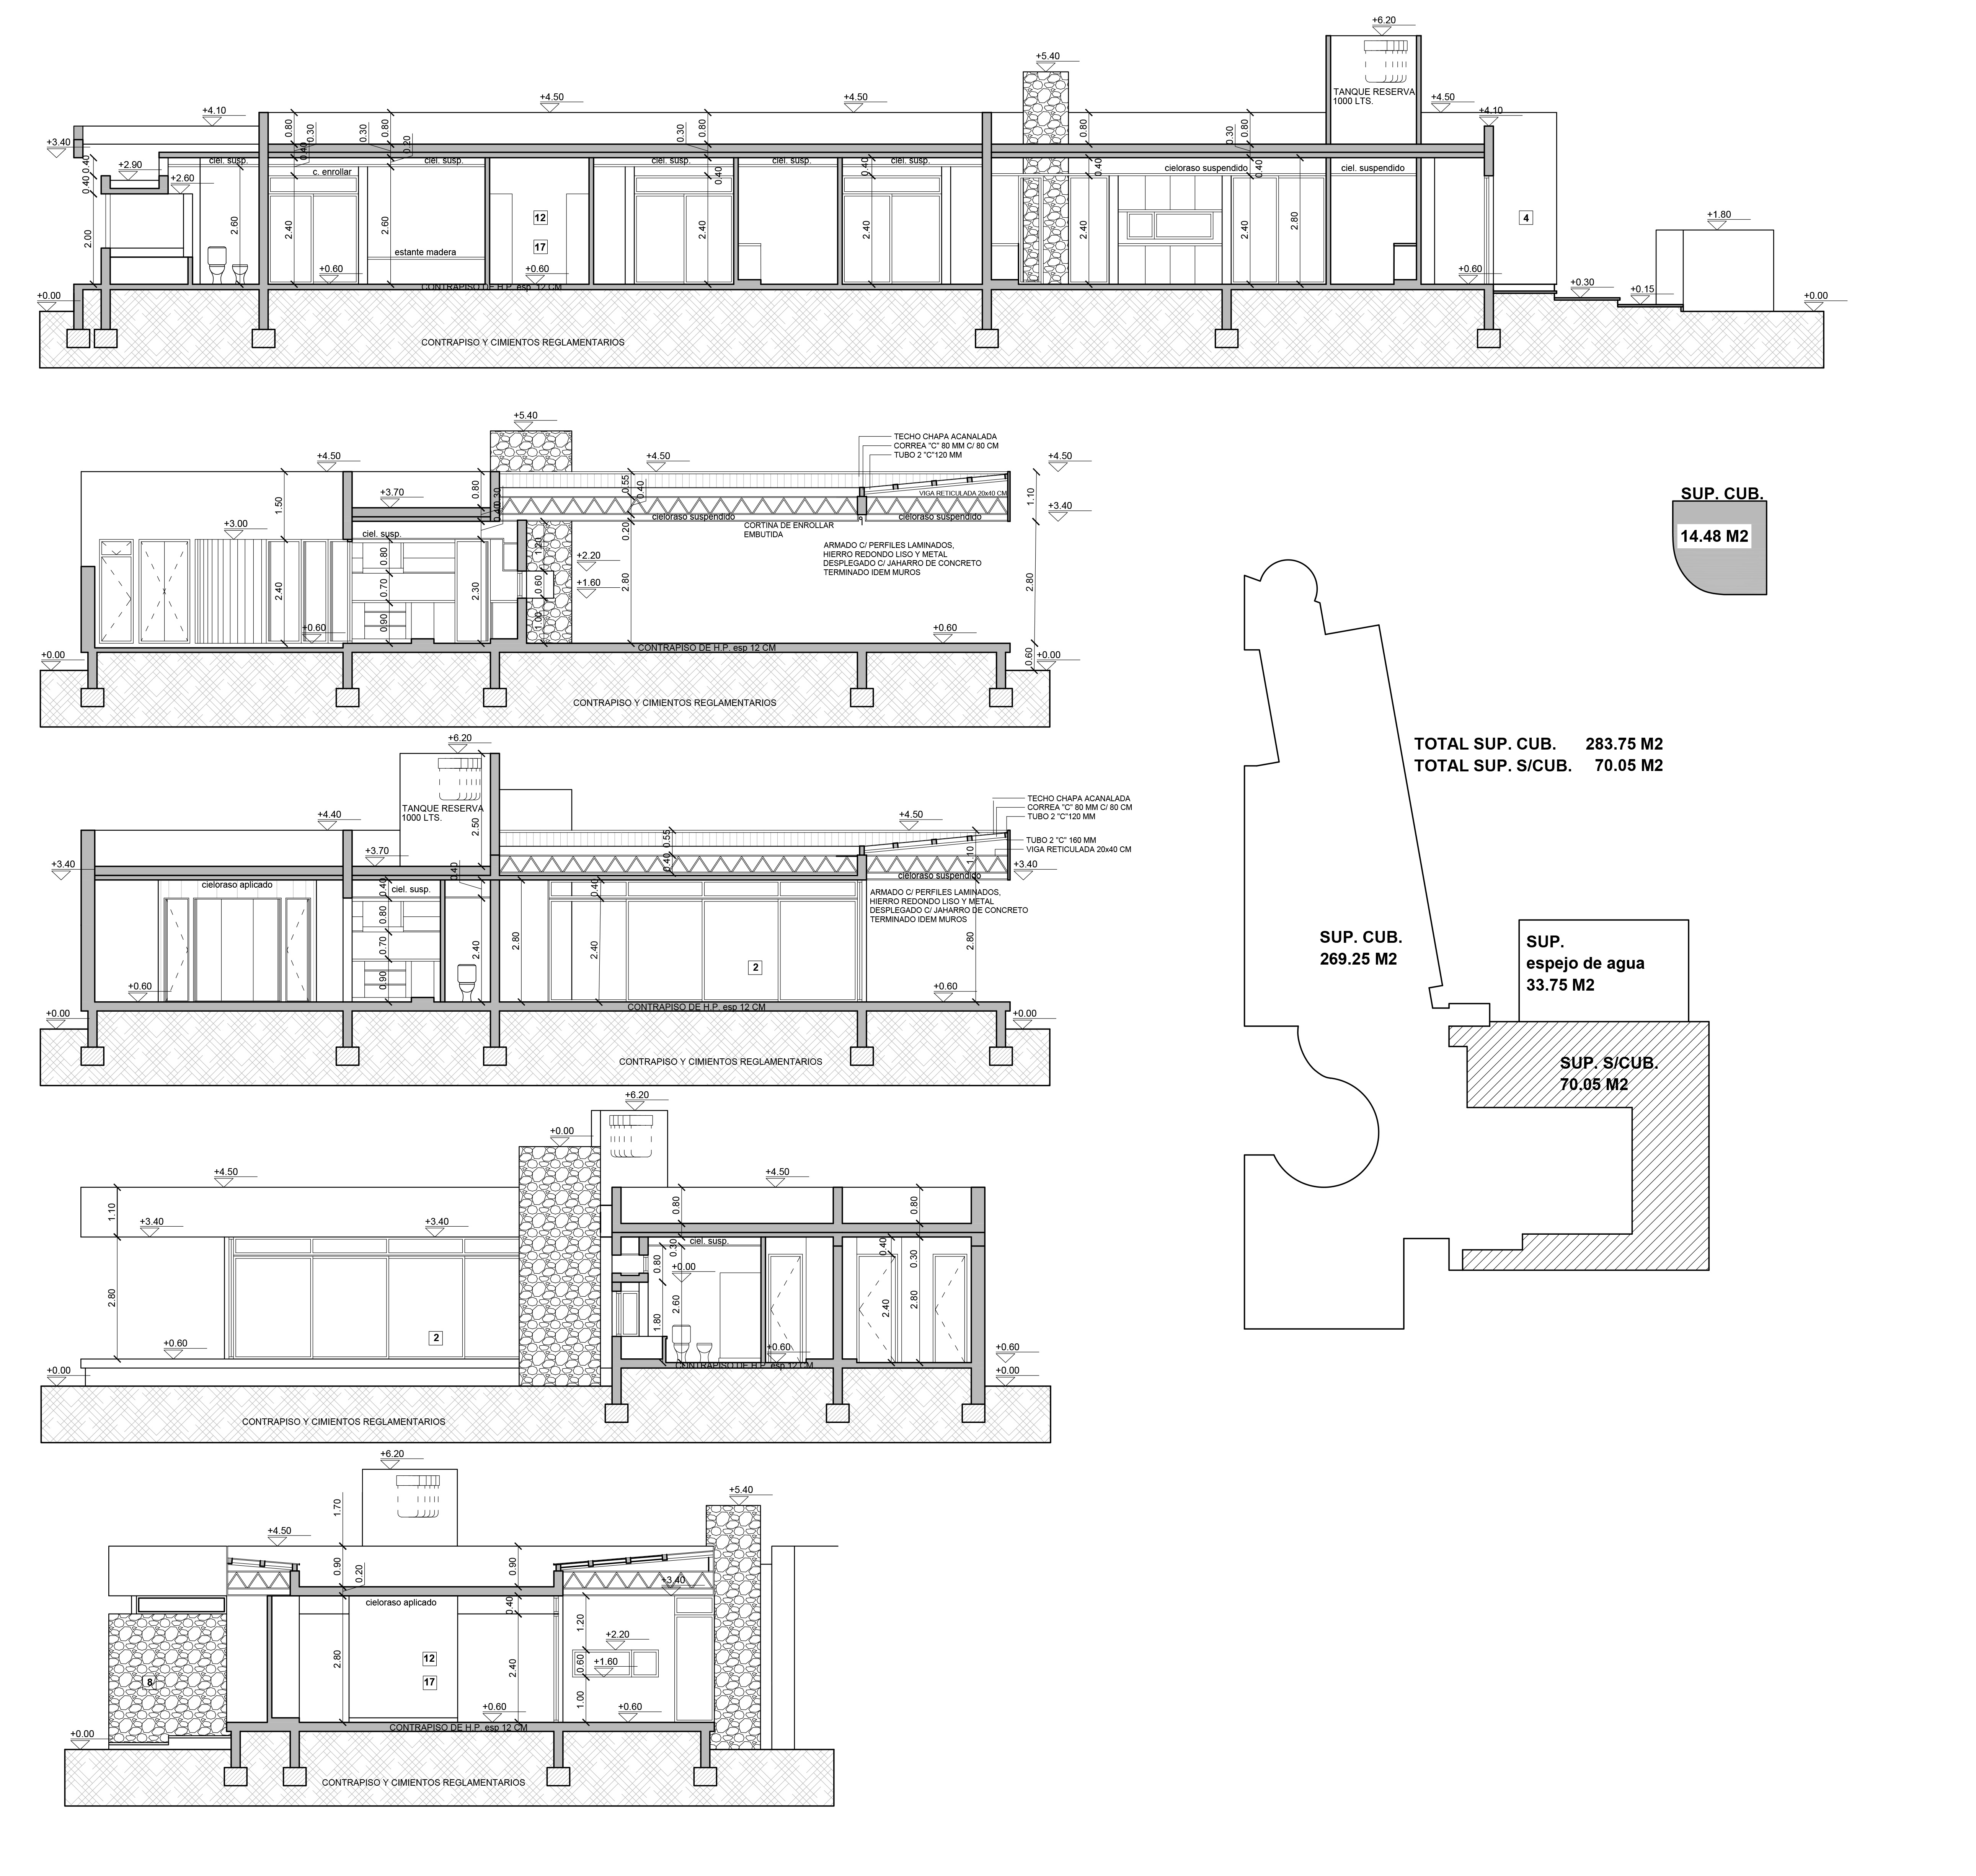 +6.20
+5.40
TANQUE RESERVA
1000 LTS.
+4.10
+4.50
+4.50
+4.50
+4.10
+3.40
0.80
0.30
0.40
0.30
0.80
0.20
0.30
0.80
0.80
0.30
0.80
0.40
0.40
+2.90
+2.60
ciel. susp.
c. enrollar
ciel. susp.
ciel. susp.
0.40
ciel. susp.
0.40
ciel. susp.
0.40
cieloraso suspendido
0.40
ciel. suspendido
2.00
2.60
2.40
2.60
estante madera
12
17
2.40
2.40
2.40
2.40
2.80
4
+1.80
+0.60
+0.60
+0.60
+0.30
+0.15
+0.00
+0.00
CONTRAPISO DE H.P. esp. 12 CM
CONTRAPISO Y CIMIENTOS REGLAMENTARIOS
+5.40
TECHO CHAPA ACANALADA
CORREA "C" 80 MM C/ 80 CM
TUBO 2 "C"120 MM
+4.50
+4.50
+4.50
1.50
+3.70
0.80
0.30
0.40
0.55
0.40
VIGA RETICULADA 20x40 CM
1.10
+3.40
cieloraso suspendido
cieloraso suspendido
CORTINA DE ENROLLAR
EMBUTIDA
+3.00
ciel. susp.
0.20
1.20
ARMADO C/ PERFILES LAMINADOS,
HIERRO REDONDO LISO Y METAL
DESPLEGADO C/ JAHARRO DE CONCRETO
TERMINADO IDEM MUROS
+2.20
+1.60
2.40
0.80
0.70
0.90
2.30
0.60
1.00
2.80
2.80
+0.60
+0.60
0.60
+0.00
+0.00
CONTRAPISO DE H.P. esp 12 CM
CONTRAPISO Y CIMIENTOS REGLAMENTARIOS
+6.20
TANQUE RESERVA
1000 LTS.
2.50
+4.40
+3.70
+3.40
0.40
0.55
0.40
+4.50
1.10
TECHO CHAPA ACANALADA
CORREA "C" 80 MM C/ 80 CM
TUBO 2 "C"120 MM
TUBO 2 "C" 160 MM
VIGA RETICULADA 20x40 CM
+3.40
cieloraso suspendido
cieloraso aplicado
0.40
ciel. susp.
0.40
ARMADO C/ PERFILES LAMINADOS,
HIERRO REDONDO LISO Y METAL
DESPLEGADO C/ JAHARRO DE CONCRETO
TERMINADO IDEM MUROS
0.80
0.70
0.90
2.40
2.80
2.40
2
2.80
+0.60
+0.60
+0.00
+0.00
CONTRAPISO DE H.P. esp 12 CM
CONTRAPISO Y CIMIENTOS REGLAMENTARIOS
+6.20
+0.00
+4.50
+4.50
1.10
+3.40
+3.40
0.80
0.80
0.30
ciel. susp.
0.40
0.30
0.80
+0.00
2.80
2.60
1.80
2.40
2.80
2
+0.60
+0.60
+0.60
+0.00
+0.00
CONTRAPISO DE H.P. esp 12 CM
CONTRAPISO Y CIMIENTOS REGLAMENTARIOS
+6.20
+5.40
1.70
+4.50
0.90
0.20
0.90
+3.40
cieloraso aplicado
0.40
1.20
+2.20
0.60
+1.60
2.80
12
17
2.40
1.00
8
+0.60
+0.60
+0.00
CONTRAPISO DE H.P. esp 12 CM
CONTRAPISO Y CIMIENTOS REGLAMENTARIOS
SUP. CUB.
14.48 M2
TOTAL SUP. CUB. 283.75 M2
TOTAL SUP. S/CUB. 70.05 M2
SUP. CUB.
269.25 M2
SUP.
espejo de agua
33.75 M2
SUP. S/CUB.
70.05 M2